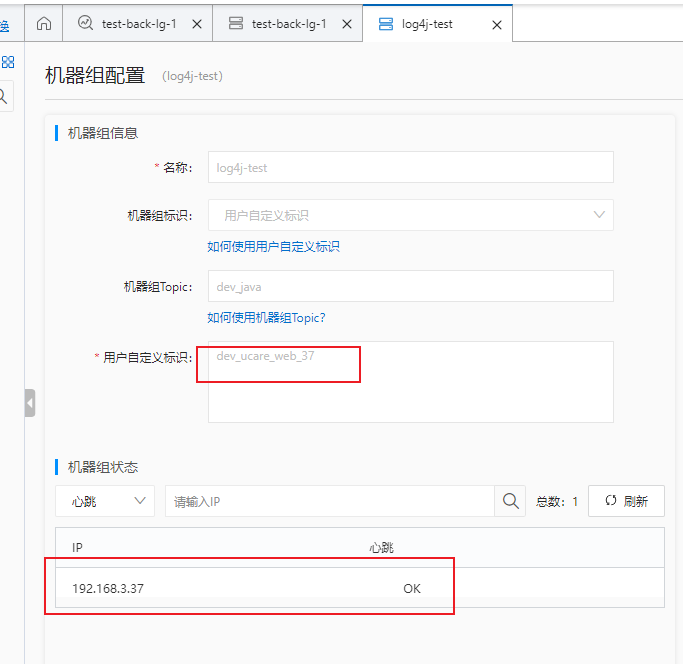 换
test-back-lg-1
test-back-lg-1
log4j-test
机器组配置 (log4j-test)
机器组信息
* 名称: log4j-test
机器组标识: 用户自定义标识
如何使用用户自定义标识
机器组Topic: dev_java
如何使用机器组Topic?
* 用户自定义标识: dev_ucare_web_37
机器组状态
心跳 请输入IP 总数: 1 刷新
IP 心跳
192.168.3.37 OK